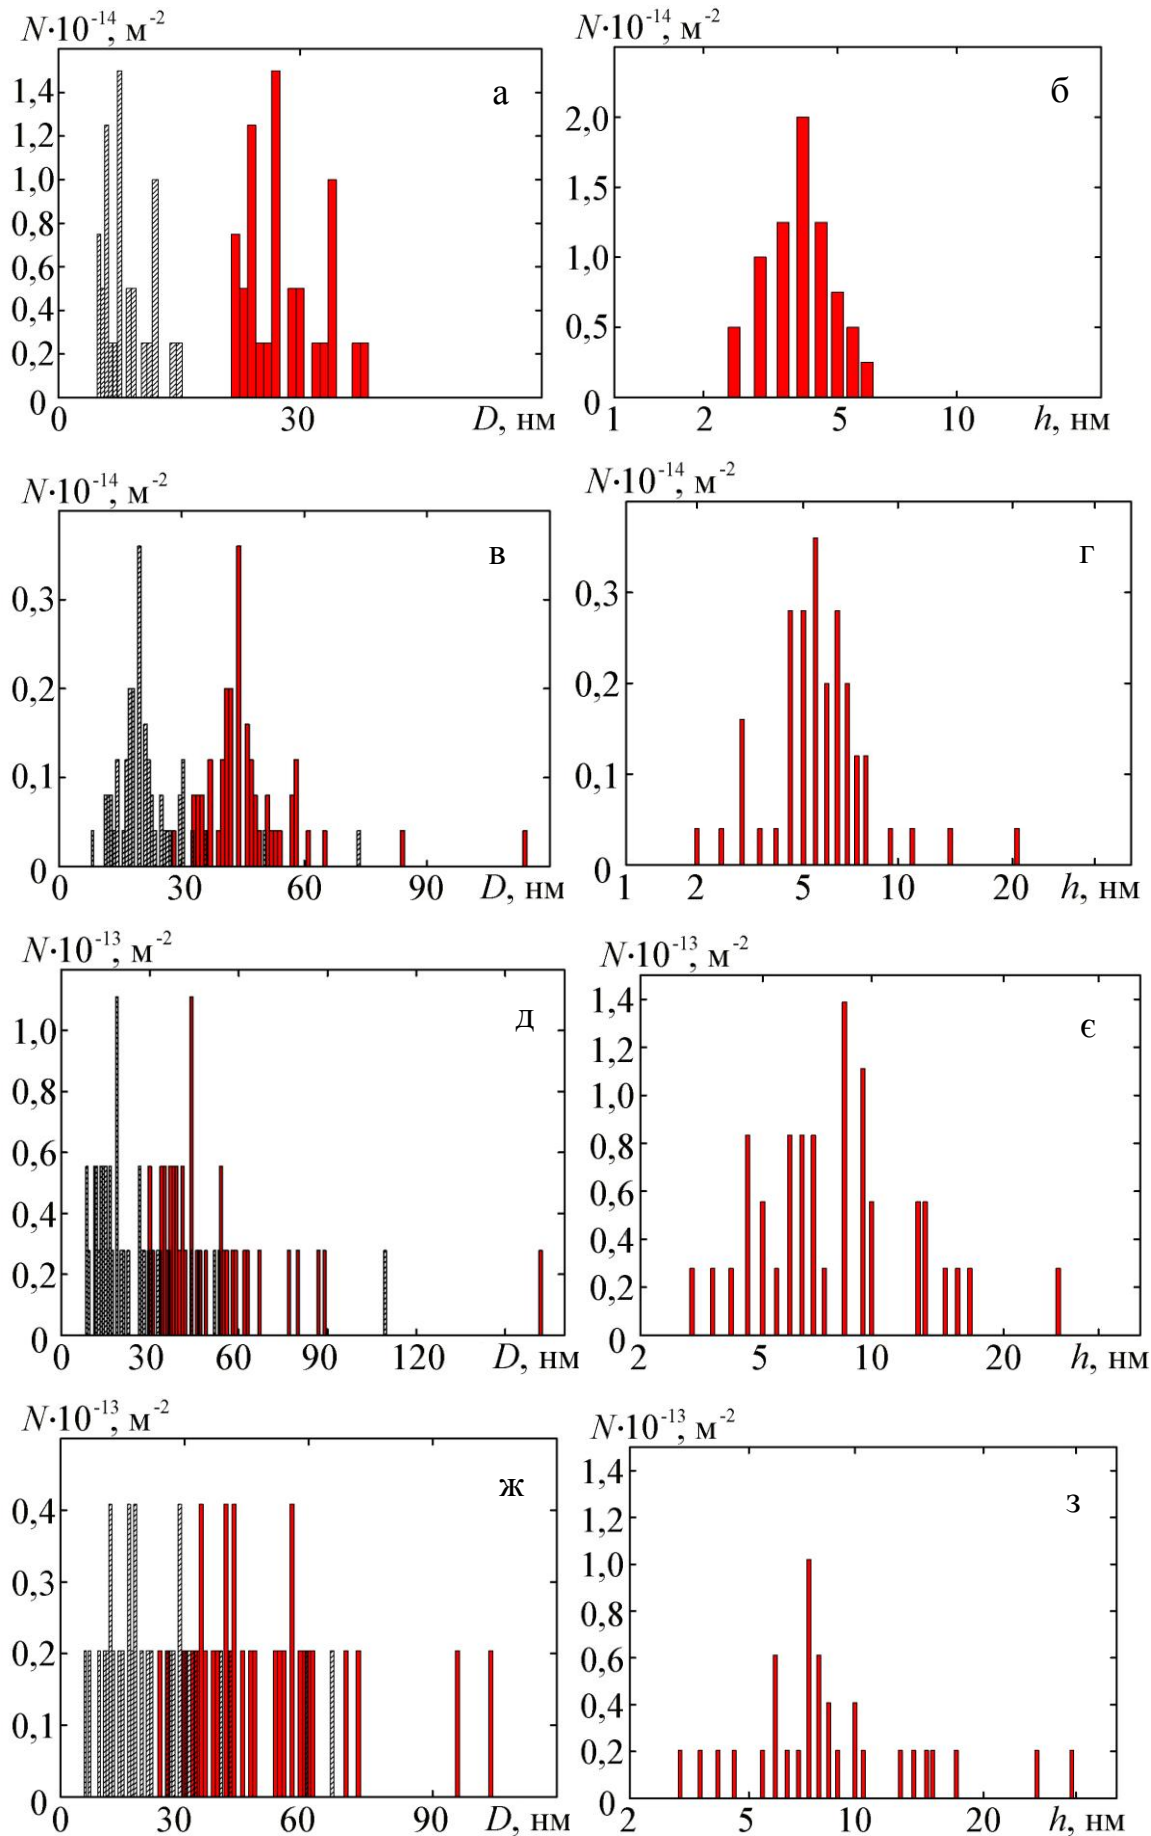 N·10⁻¹⁴, м⁻²
а
1,4
1,2
1,0
0,8
0,6
0,4
0,2
0
0 30 D, нм
N·10⁻¹⁴, м⁻²
б
2,0
1,5
1,0
0,5
0
1 2 5 10 h, нм
N·10⁻¹⁴, м⁻²
в
0,3
0,2
0,1
0
0 30 60 90 D, нм
N·10⁻¹⁴, м⁻²
г
0,3
0,2
0,1
0
1 2 5 10 20 h, нм
N·10⁻¹³, м⁻²
д
1,0
0,8
0,6
0,4
0,2
0
0 30 60 90 120 D, нм
N·10⁻¹³, м⁻²
є
1,4
1,2
1,0
0,8
0,6
0,4
0,2
0
2 5 10 20 h, нм
N·10⁻¹³, м⁻²
ж
0,4
0,3
0,2
0,1
0
0 30 60 90 D, нм
N·10⁻¹³, м⁻²
з
1,4
1,2
1,0
0,8
0,6
0,4
0,2
0
2 5 10 20 h, нм